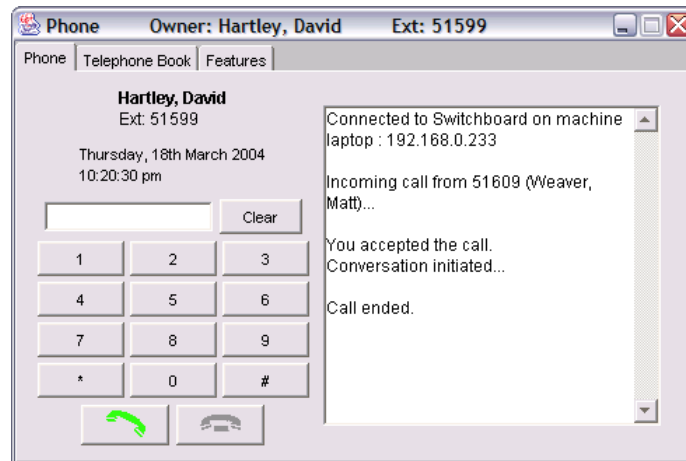 Phone Owner: Hartley, David Ext: 51599
Phone Telephone Book Features
Hartley, David
Ext: 51599
Thursday, 18th March 2004
10:20:30 pm
Clear
1 2 3
4 5 6
7 8 9
* 0 #
Connected to Switchboard on machine
laptop : 192.168.0.233
Incoming call from 51609 (Weaver,
Matt)...
You accepted the call.
Conversation initiated...
Call ended.